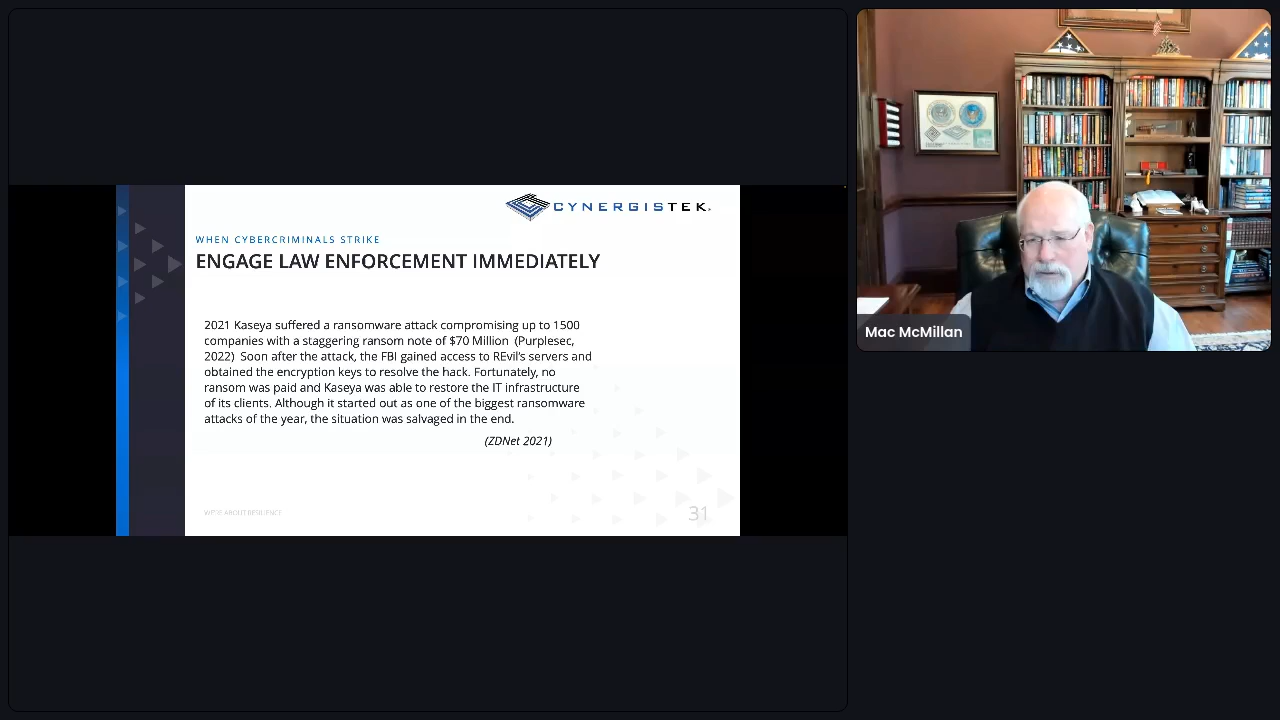 CYNERGISTEK
WHEN CYBERCRIMINALS STRIKE
ENGAGE LAW ENFORCEMENT IMMEDIATELY
2021 Kaseya suffered a ransomware attack compromising up to 1500
companies with a staggering ransom note of $70 Million (Purplesec,
2022) Soon after the attack, the FBI gained access to REvil's servers and
obtained the encryption keys to resolve the hack. Fortunately, no
ransom was paid and Kaseya was able to restore the IT infrastructure
of its clients. Although it started out as one of the biggest ransomware
attacks of the year, the situation was salvaged in the end.
(ZDNet 2021)
WE'RE ABOUT RESILIENCE
31
Mac McMillan